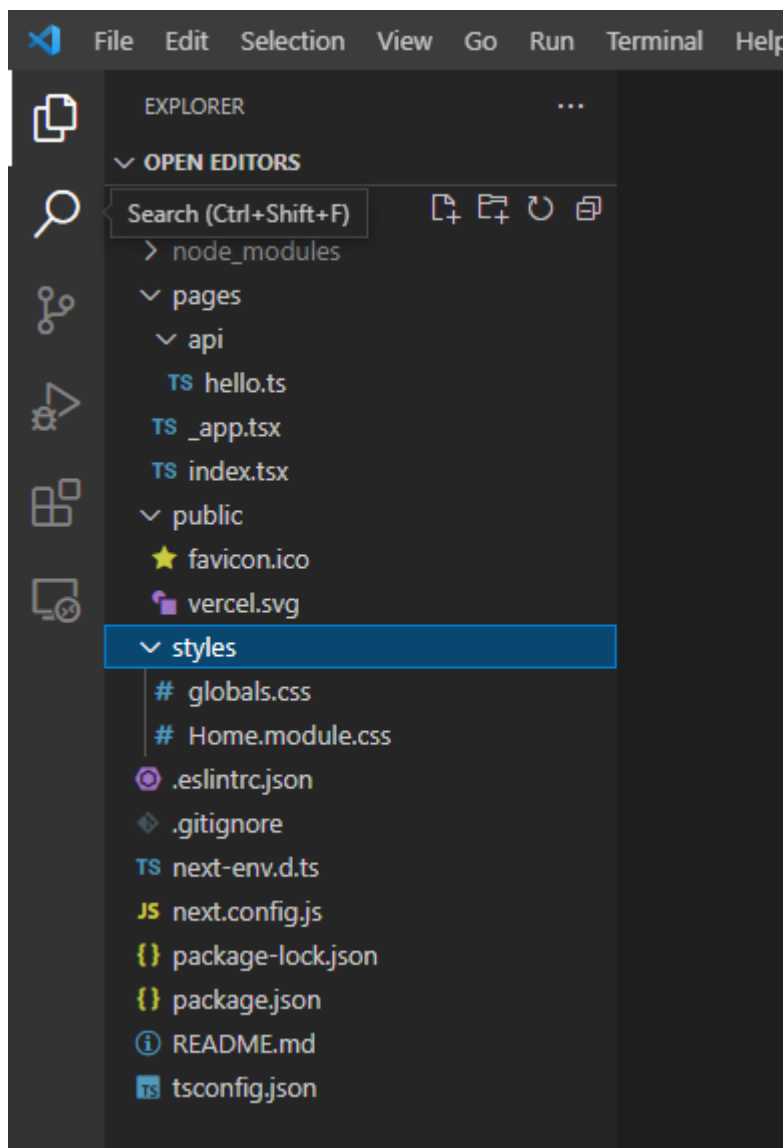 File Edit Selection View Go Run Terminal Help
EXPLORER
OPEN EDITORS
Search (Ctrl+Shift+F)
node_modules
pages
api
TS hello.ts
TS _app.tsx
TS index.tsx
public
favicon.ico
vercel.svg
styles
# globals.css
# Home.module.css
.eslintrc.json
.gitignore
TS next-env.d.ts
JS next.config.js
{} package-lock.json
{} package.json
README.md
TS tsconfig.json